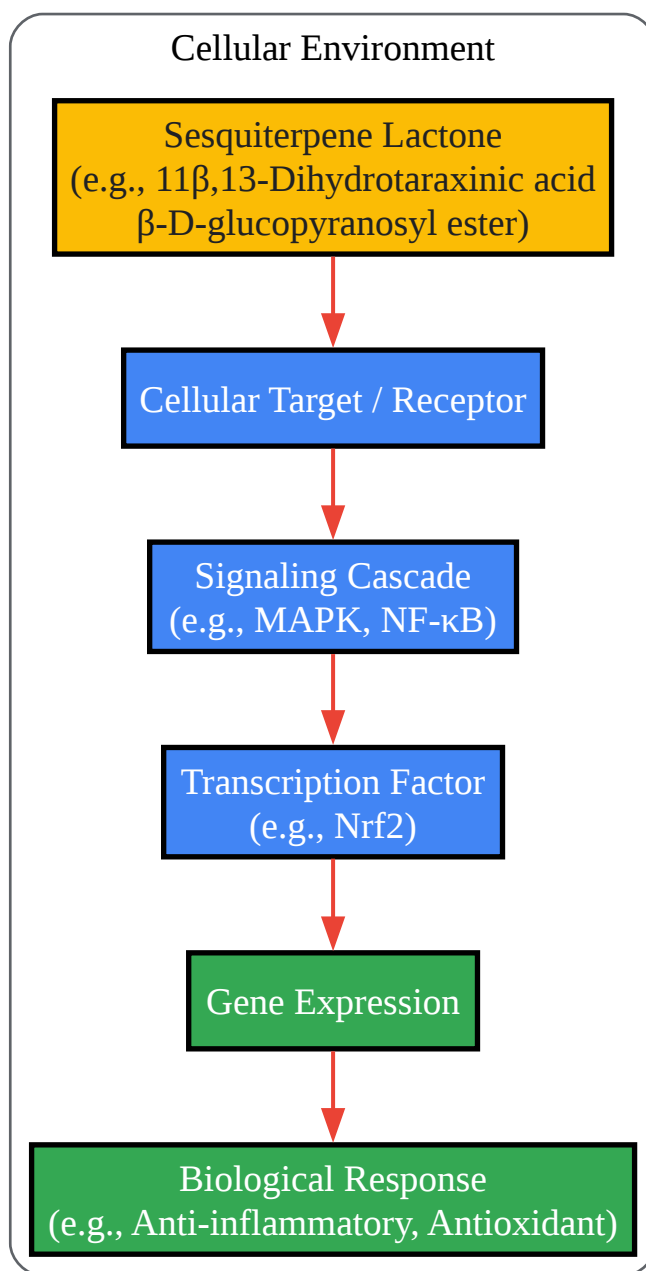 Cellular Environment
Sesquiterpene Lactone
(e.g., 11β,13-Dihydrotaraxinic acid
β-D-glucopyranosyl ester)
Cellular Target / Receptor
Signaling Cascade
(e.g., MAPK, NF-κB)
Transcription Factor
(e.g., Nrf2)
Gene Expression
Biological Response
(e.g., Anti-inflammatory, Antioxidant)